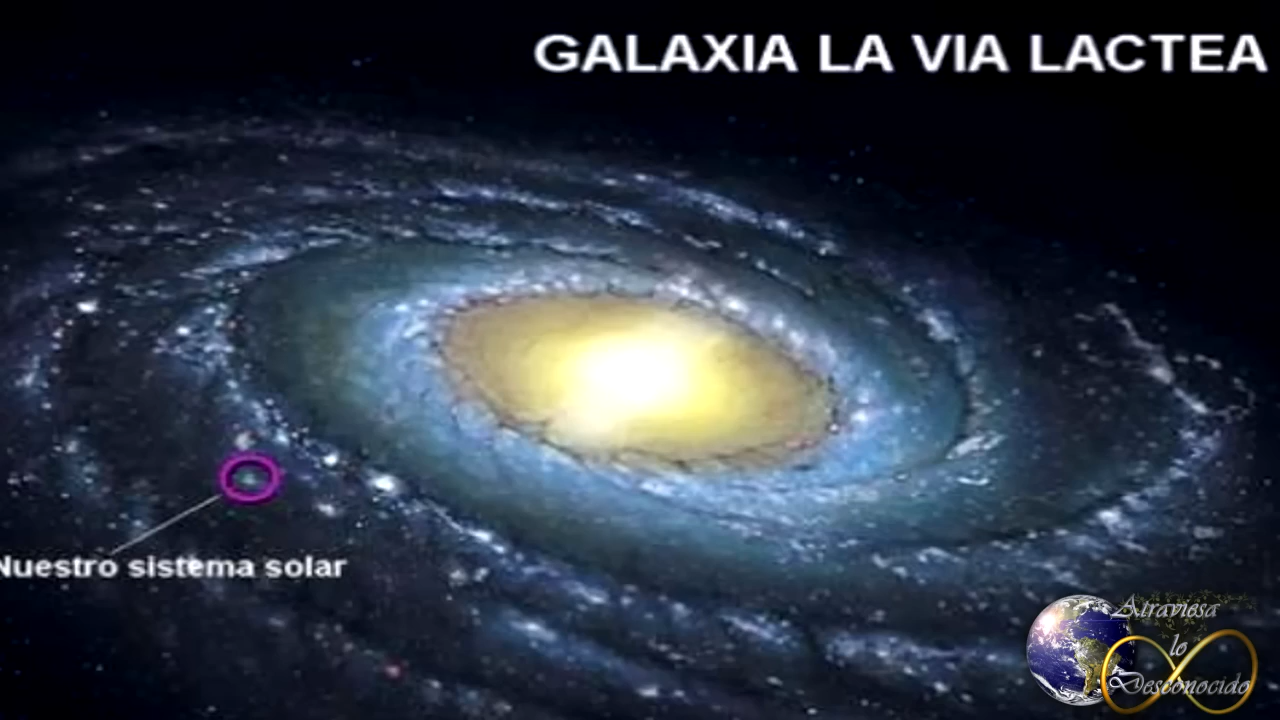 GALAXIA LA VIA LACTEA
Nuestro sistema solar
Atraviesa
lo
Desconocido